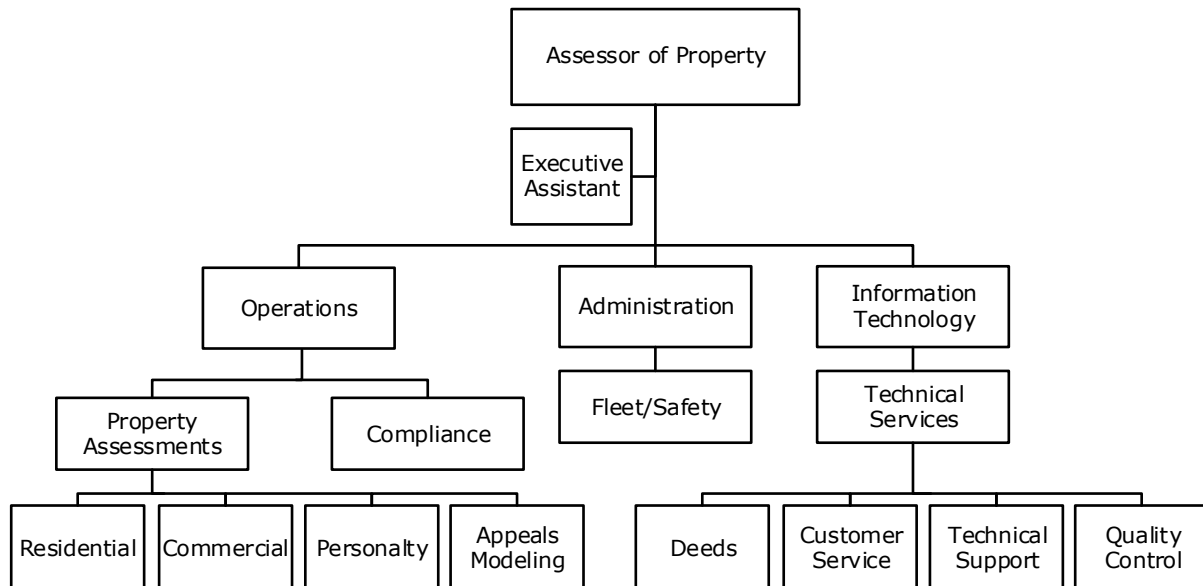 Assessor of Property
Executive
Assistant
Operations
Administration
Information
Technology
Property
Assessments
Compliance
Fleet/Safety
Technical
Services
Residential
Commercial
Personalty
Appeals
Modeling
Deeds
Customer
Service
Technical
Support
Quality
Control